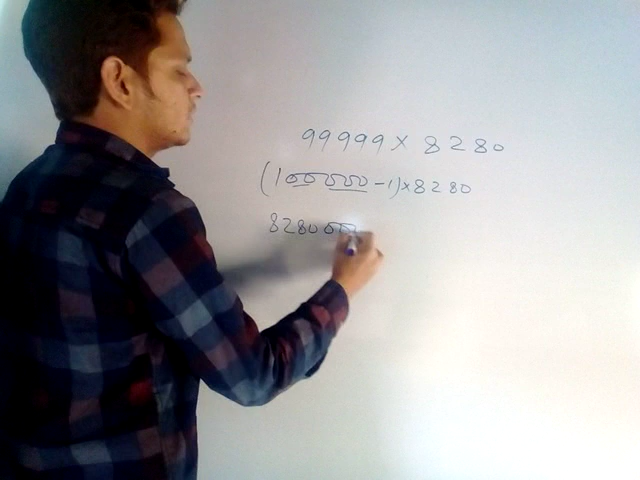 99999 × 8280
(100000 - 1) × 8280
8280000